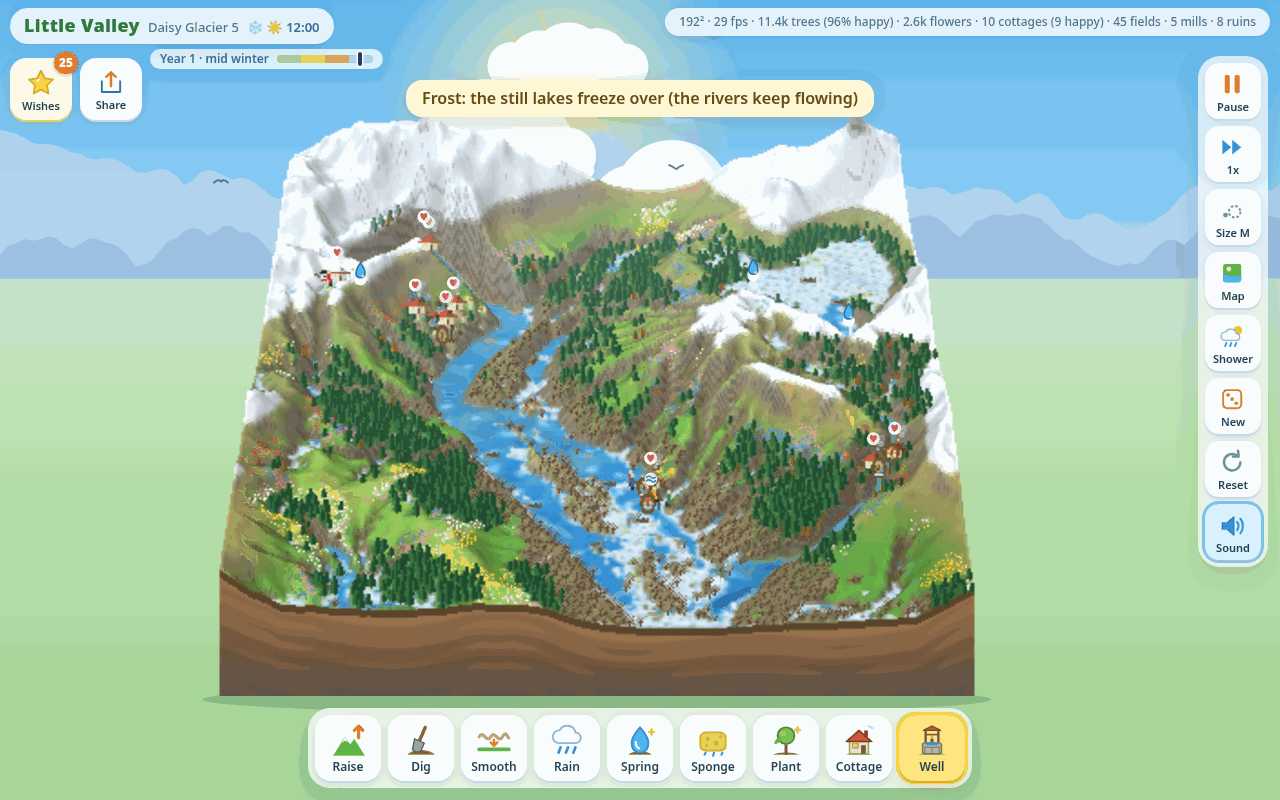 Little Valley Daisy Glacier 5 12:00
192² · 29 fps · 11.4k trees (96% happy) · 2.6k flowers · 10 cottages (9 happy) · 45 fields · 5 mills · 8 ruins
Year 1 · mid winter
25
Wishes
Share
Frost: the still lakes freeze over (the rivers keep flowing)
Pause
1x
Size M
Map
Shower
New
Reset
Sound
Raise
Dig
Smooth
Rain
Spring
Sponge
Plant
Cottage
Well